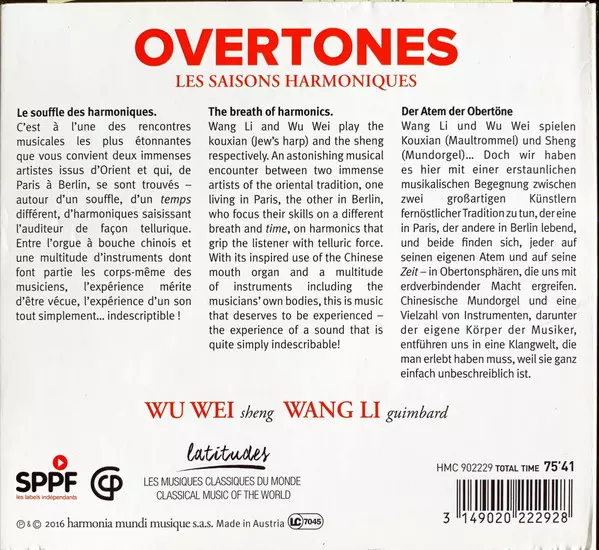 OVERTONES
LES SAISONS HARMONIQUES
Le souffle des harmoniques.
C'est à l'une des rencontres
musicales les plus étonnantes
que vous convient deux immenses
artistes issus d'Orient et qui, de
Paris à Berlin, se sont trouvés –
autour d'un souffle, d'un temps
différent, d'harmoniques saisissant
l'auditeur de façon tellurique.
Entre l'orgue à bouche chinois et
une multitude d'instruments dont
font partie les corps-même des
musiciens, l'expérience mérite
d'être vécue, l'expérience d'un son
tout simplement... indescriptible !
The breath of harmonics.
Wang Li and Wu Wei play the
kouxian (Jew's harp) and the sheng
respectively. An astonishing musical
encounter between two immense
artists of the oriental tradition, one
living in Paris, the other in Berlin,
who focus their skills on a different
breath and time, on harmonics that
grip the listener with telluric force.
With its inspired use of the Chinese
mouth organ and a multitude
of instruments including the
musicians' own bodies, this is music
that deserves to be experienced –
the experience of a sound that is
quite simply indescribable!
Der Atem der Obertöne
Wang Li und Wu Wei spielen
Kouxian (Maultrommel) und Sheng
(Mundorgel)... Doch wir haben
es hier mit einer erstaunlichen
musikalischen Begegnung zwischen
zwei großartigen Künstlern
fernöstlicher Tradition zu tun, der eine
in Paris, der andere in Berlin lebend,
und beide finden sich, jeder auf
seinen eigenen Atem und auf seine
Zeit – in Obertonsphären, die uns mit
erdverbindender Macht ergreifen.
Chinesische Mundorgel und eine
Vielzahl von Instrumenten, darunter
der eigene Körper der Musiker,
entführen uns in eine Klangwelt, die
man erlebt haben muss, weil sie ganz
einfach unbeschreiblich ist.
WU WEI sheng WANG LI guimbard
SPPF
les labels indépendants
CP
latitudes
LES MUSIQUES CLASSIQUES DU MONDE
CLASSICAL MUSIC OF THE WORLD
HMC 902229 TOTAL TIME 75'41
3 149020 222928
℗ & © 2016 harmonia mundi musique s.a.s. Made in Austria LC 7045